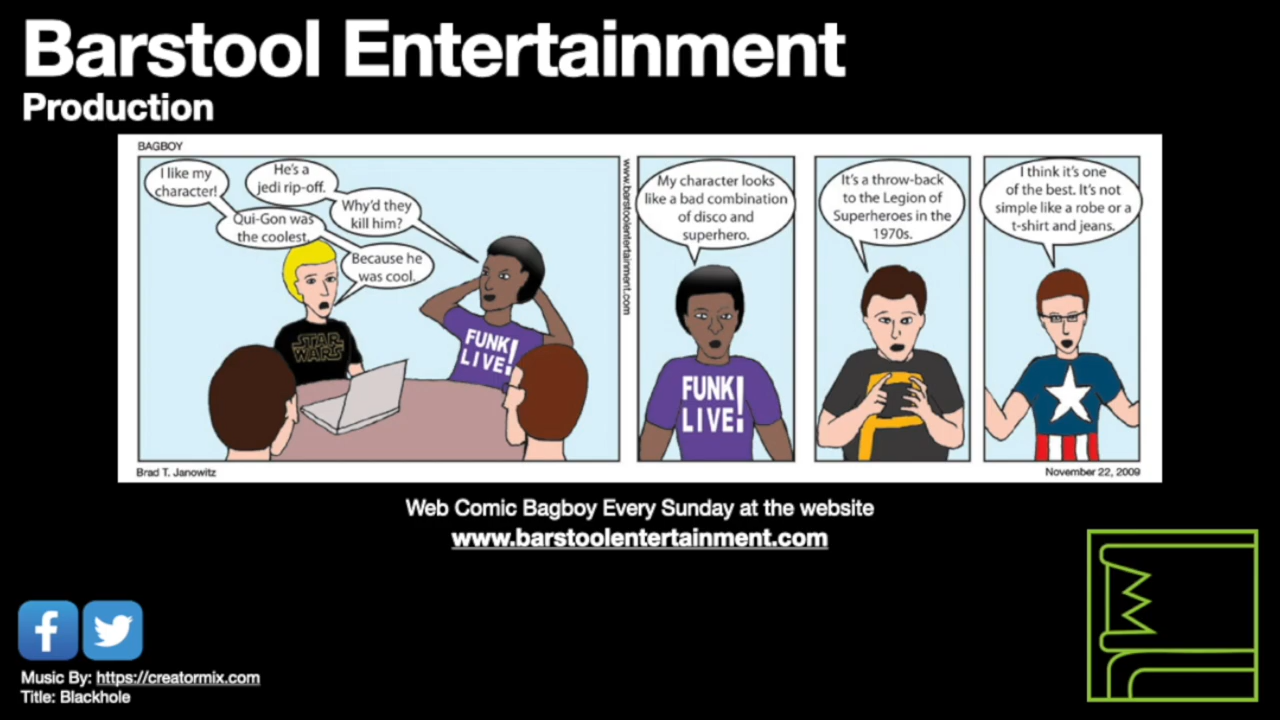 Barstool Entertainment
Production
BAGBOY
I like my
character!
He's a
jedi rip-off.
Qui-Gon was
the coolest.
Why'd they
kill him?
Because he
was cool.
STAR
WARS
FUNK
LIVE!
www.barstoolentertainment.com
My character looks
like a bad combination
of disco and
superhero.
FUNK
LIVE!
It's a throw-back
to the Legion of
Superheroes in the
1970s.
I think it's one
of the best. It's not
simple like a robe or a
t-shirt and jeans.
Brad T. Janowitz
November 22, 2009
Web Comic Bagboy Every Sunday at the website
www.barstoolentertainment.com
Music By: https://creatormix.com
Title: Blackhole